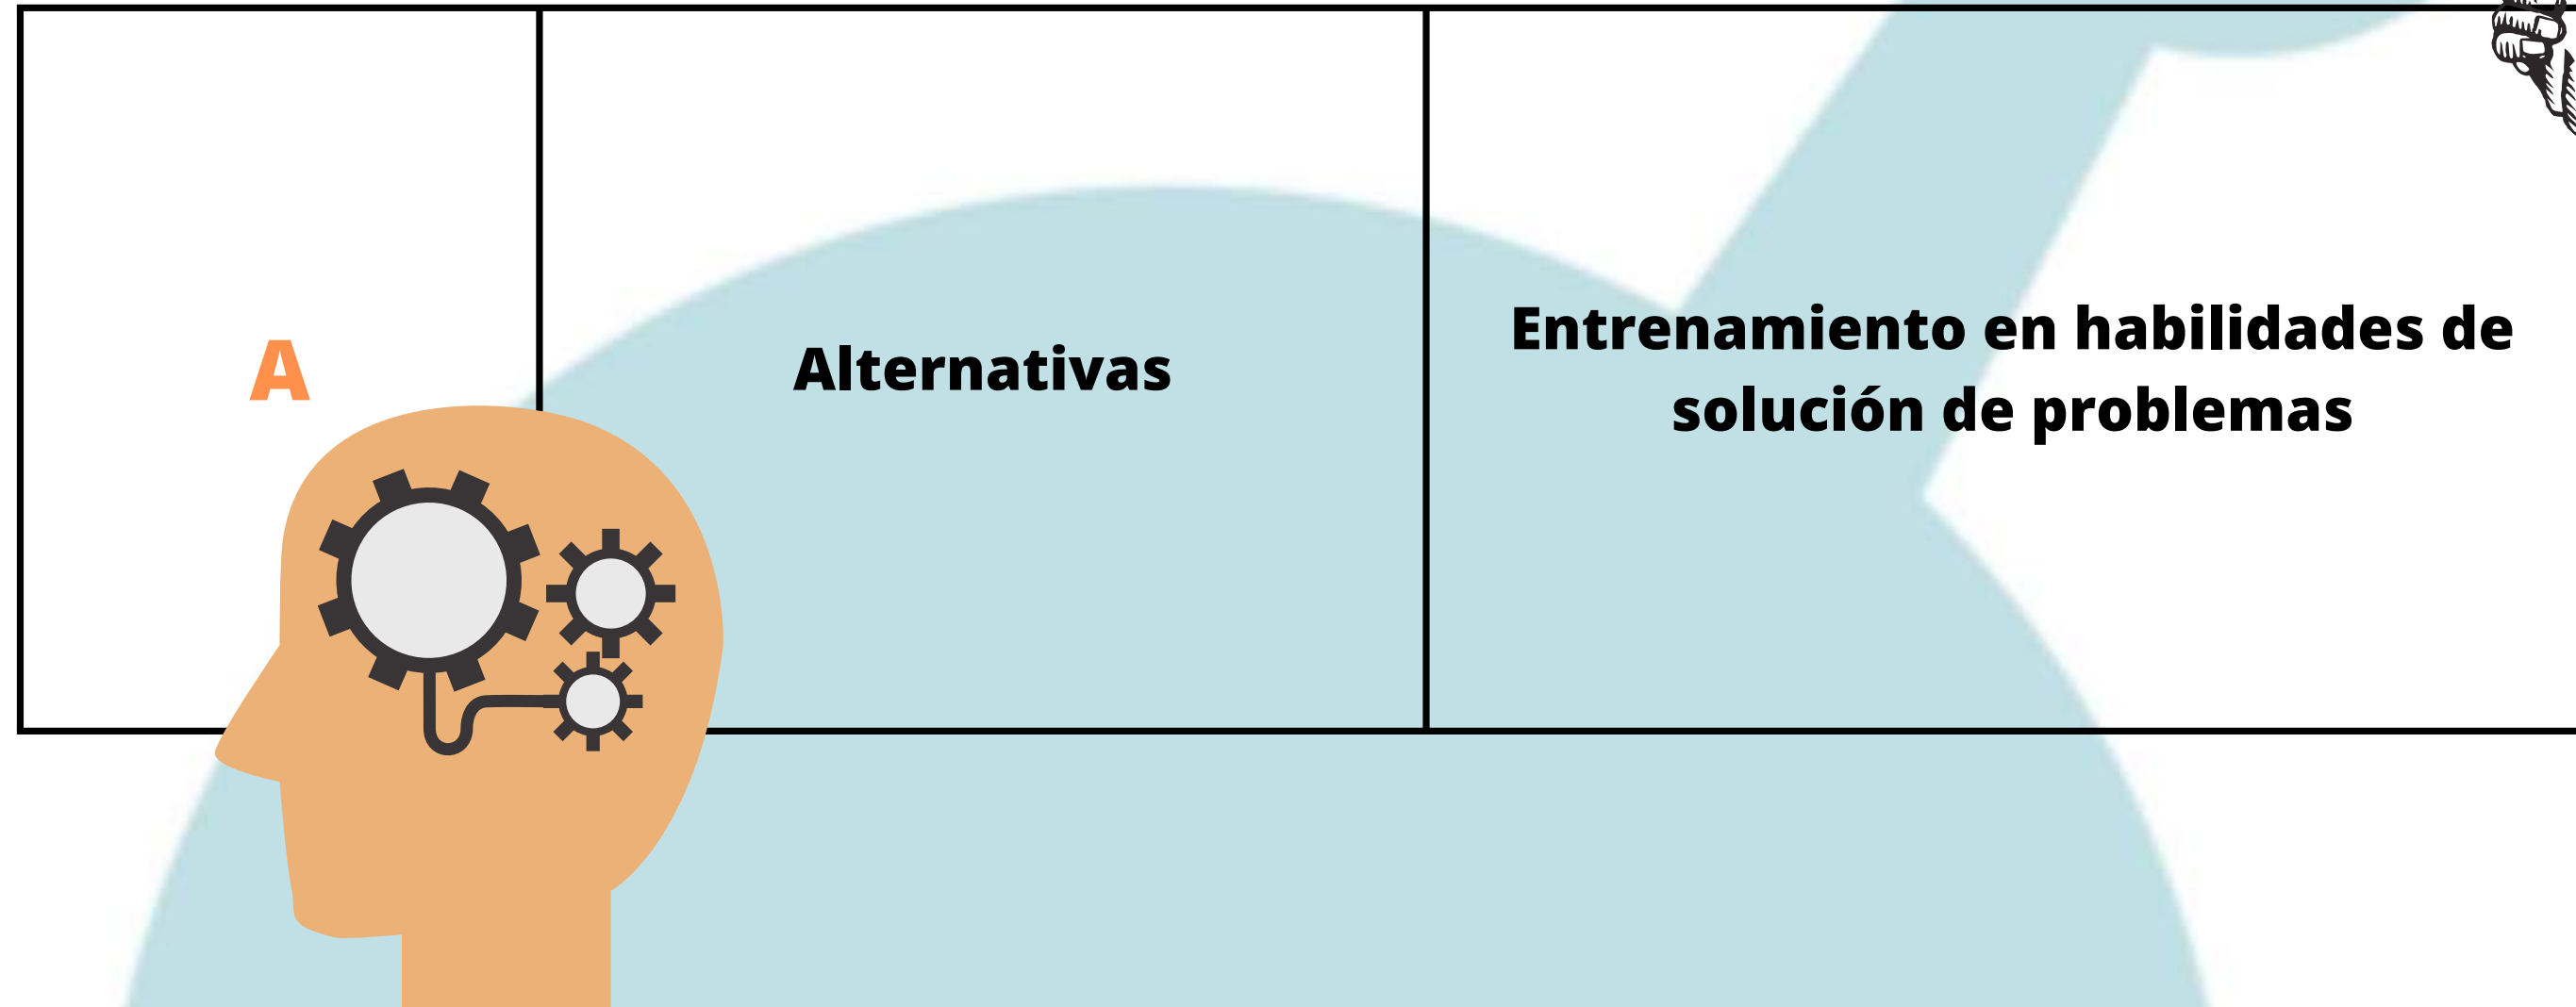 A
Alternativas
Entrenamiento en habilidades de
solución de problemas